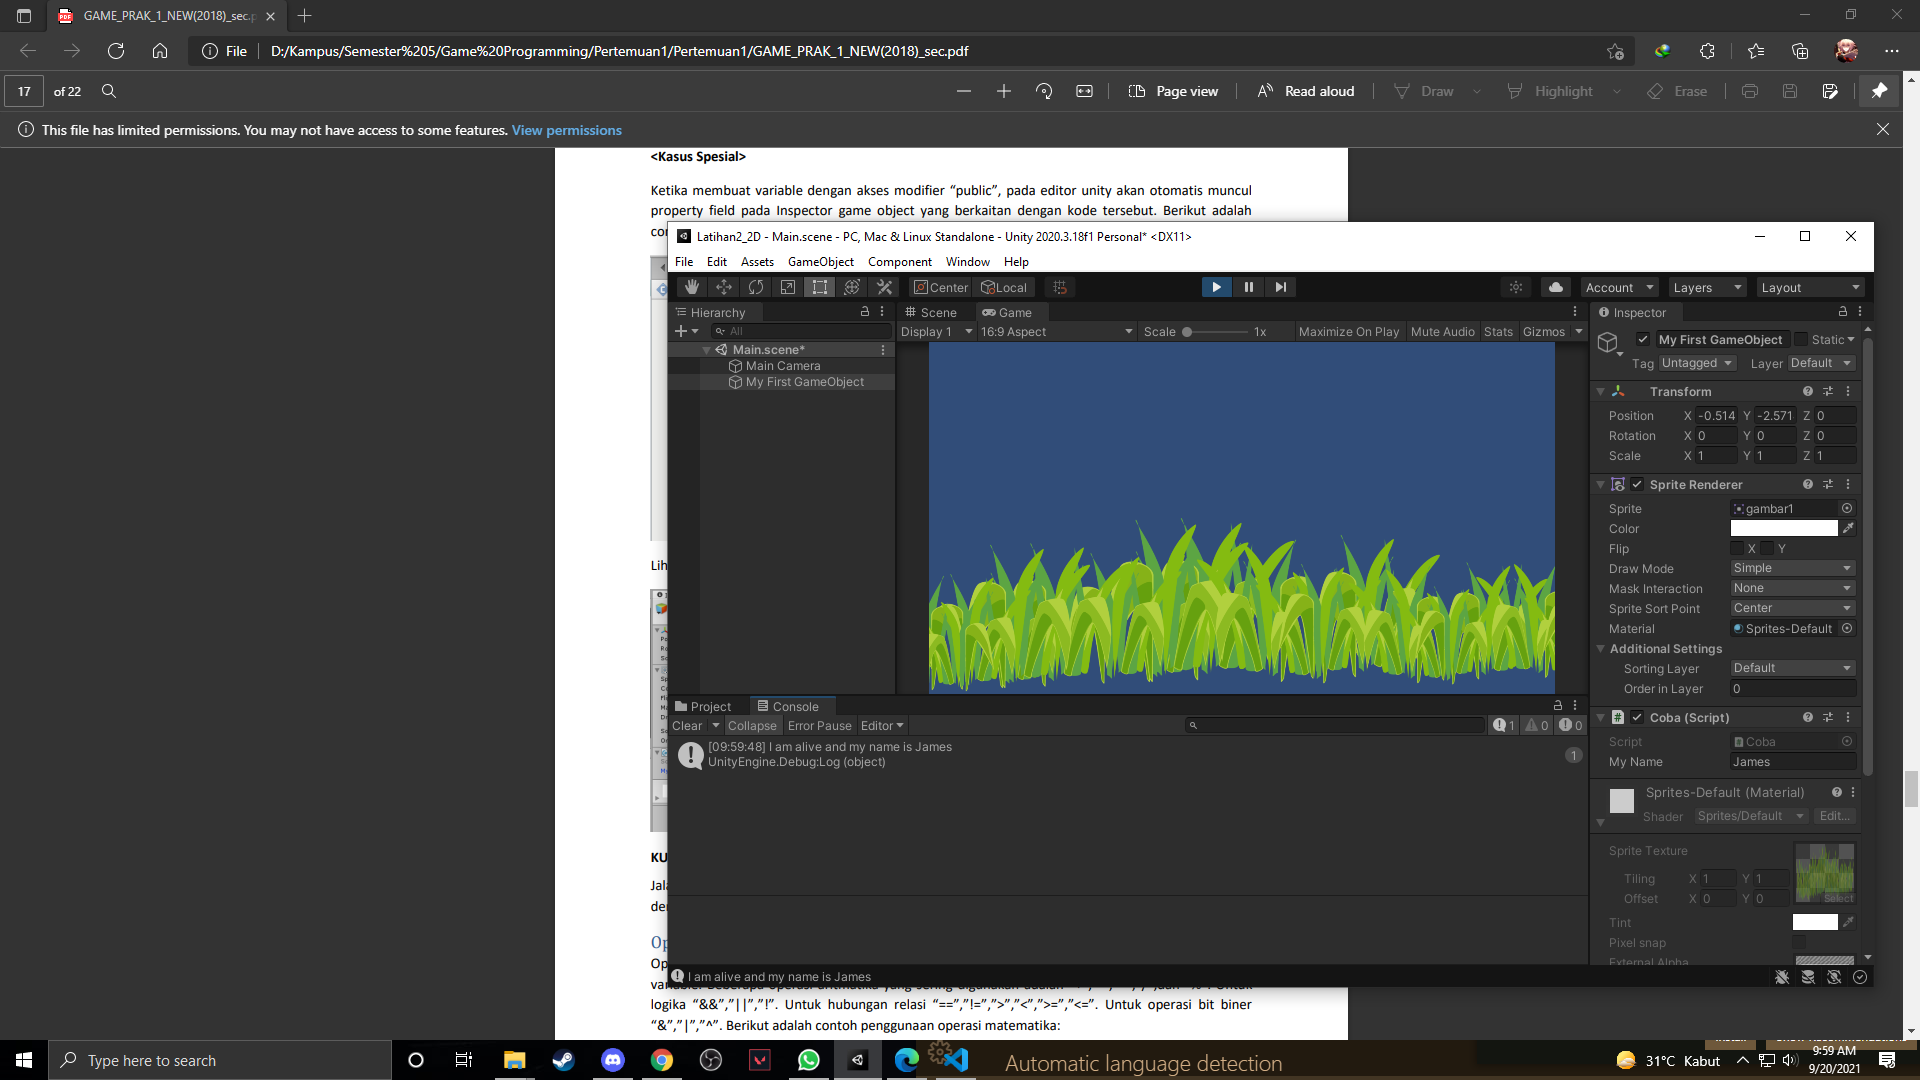 GAME_PRAK_1_NEW(2018)_sec.p
File D:/Kampus/Semester%205/Game%20Programming/Pertemuan1/Pertemuan1/GAME_PRAK_1_NEW(2018)_sec.pdf
17 of 22 Page view Read aloud Draw Highlight Erase
This file has limited permissions. You may not have access to some features. View permissions
<Kasus Spesial>
Ketika membuat variable dengan akses modifier “public”, pada editor unity akan otomatis muncul
property field pada Inspector game object yang berkaitan dengan kode tersebut. Berikut adalah
Latihan2_2D - Main.scene - PC, Mac & Linux Standalone - Unity 2020.3.18f1 Personal* <DX11>
File Edit Assets GameObject Component Window Help
Center Local Account Layers Layout
Hierarchy Scene Game Inspector
All Display 1 16:9 Aspect Scale 1x Maximize On Play Mute Audio Stats Gizmos
Main.scene*
Main Camera
My First GameObject
My First GameObject Static
Tag Untagged Layer Default
Transform
Position X -0.514 Y -2.571 Z 0
Rotation X 0 Y 0 Z 0
Scale X 1 Y 1 Z 1
Sprite Renderer
Sprite gambar1
Color
Flip X Y
Draw Mode Simple
Mask Interaction None
Sprite Sort Point Center
Material Sprites-Default
Additional Settings
Sorting Layer Default
Order in Layer 0
Coba (Script)
Script Coba
My Name James
Sprites-Default (Material)
Shader Sprites/Default Edit...
Sprite Texture
Tiling X 1 Y 1
Offset X 0 Y 0
Select
Tint
Pixel snap
External Alpha
Project Console
Clear Collapse Error Pause Editor 1 0 0
[09:59:48] I am alive and my name is James
UnityEngine.Debug:Log (object)
1
I am alive and my name is James
Lih
KU
Jala
Op
Op
logika “&&”,”||”,”!”. Untuk hubungan relasi “==”,”!=”,”>”,”<”,”>=”,”<=”. Untuk operasi bit biner
“&”,”|”,”^”. Berikut adalah contoh penggunaan operasi matematika:
Type here to search
Automatic language detection
31°C Kabut
9:59 AM
9/20/2021